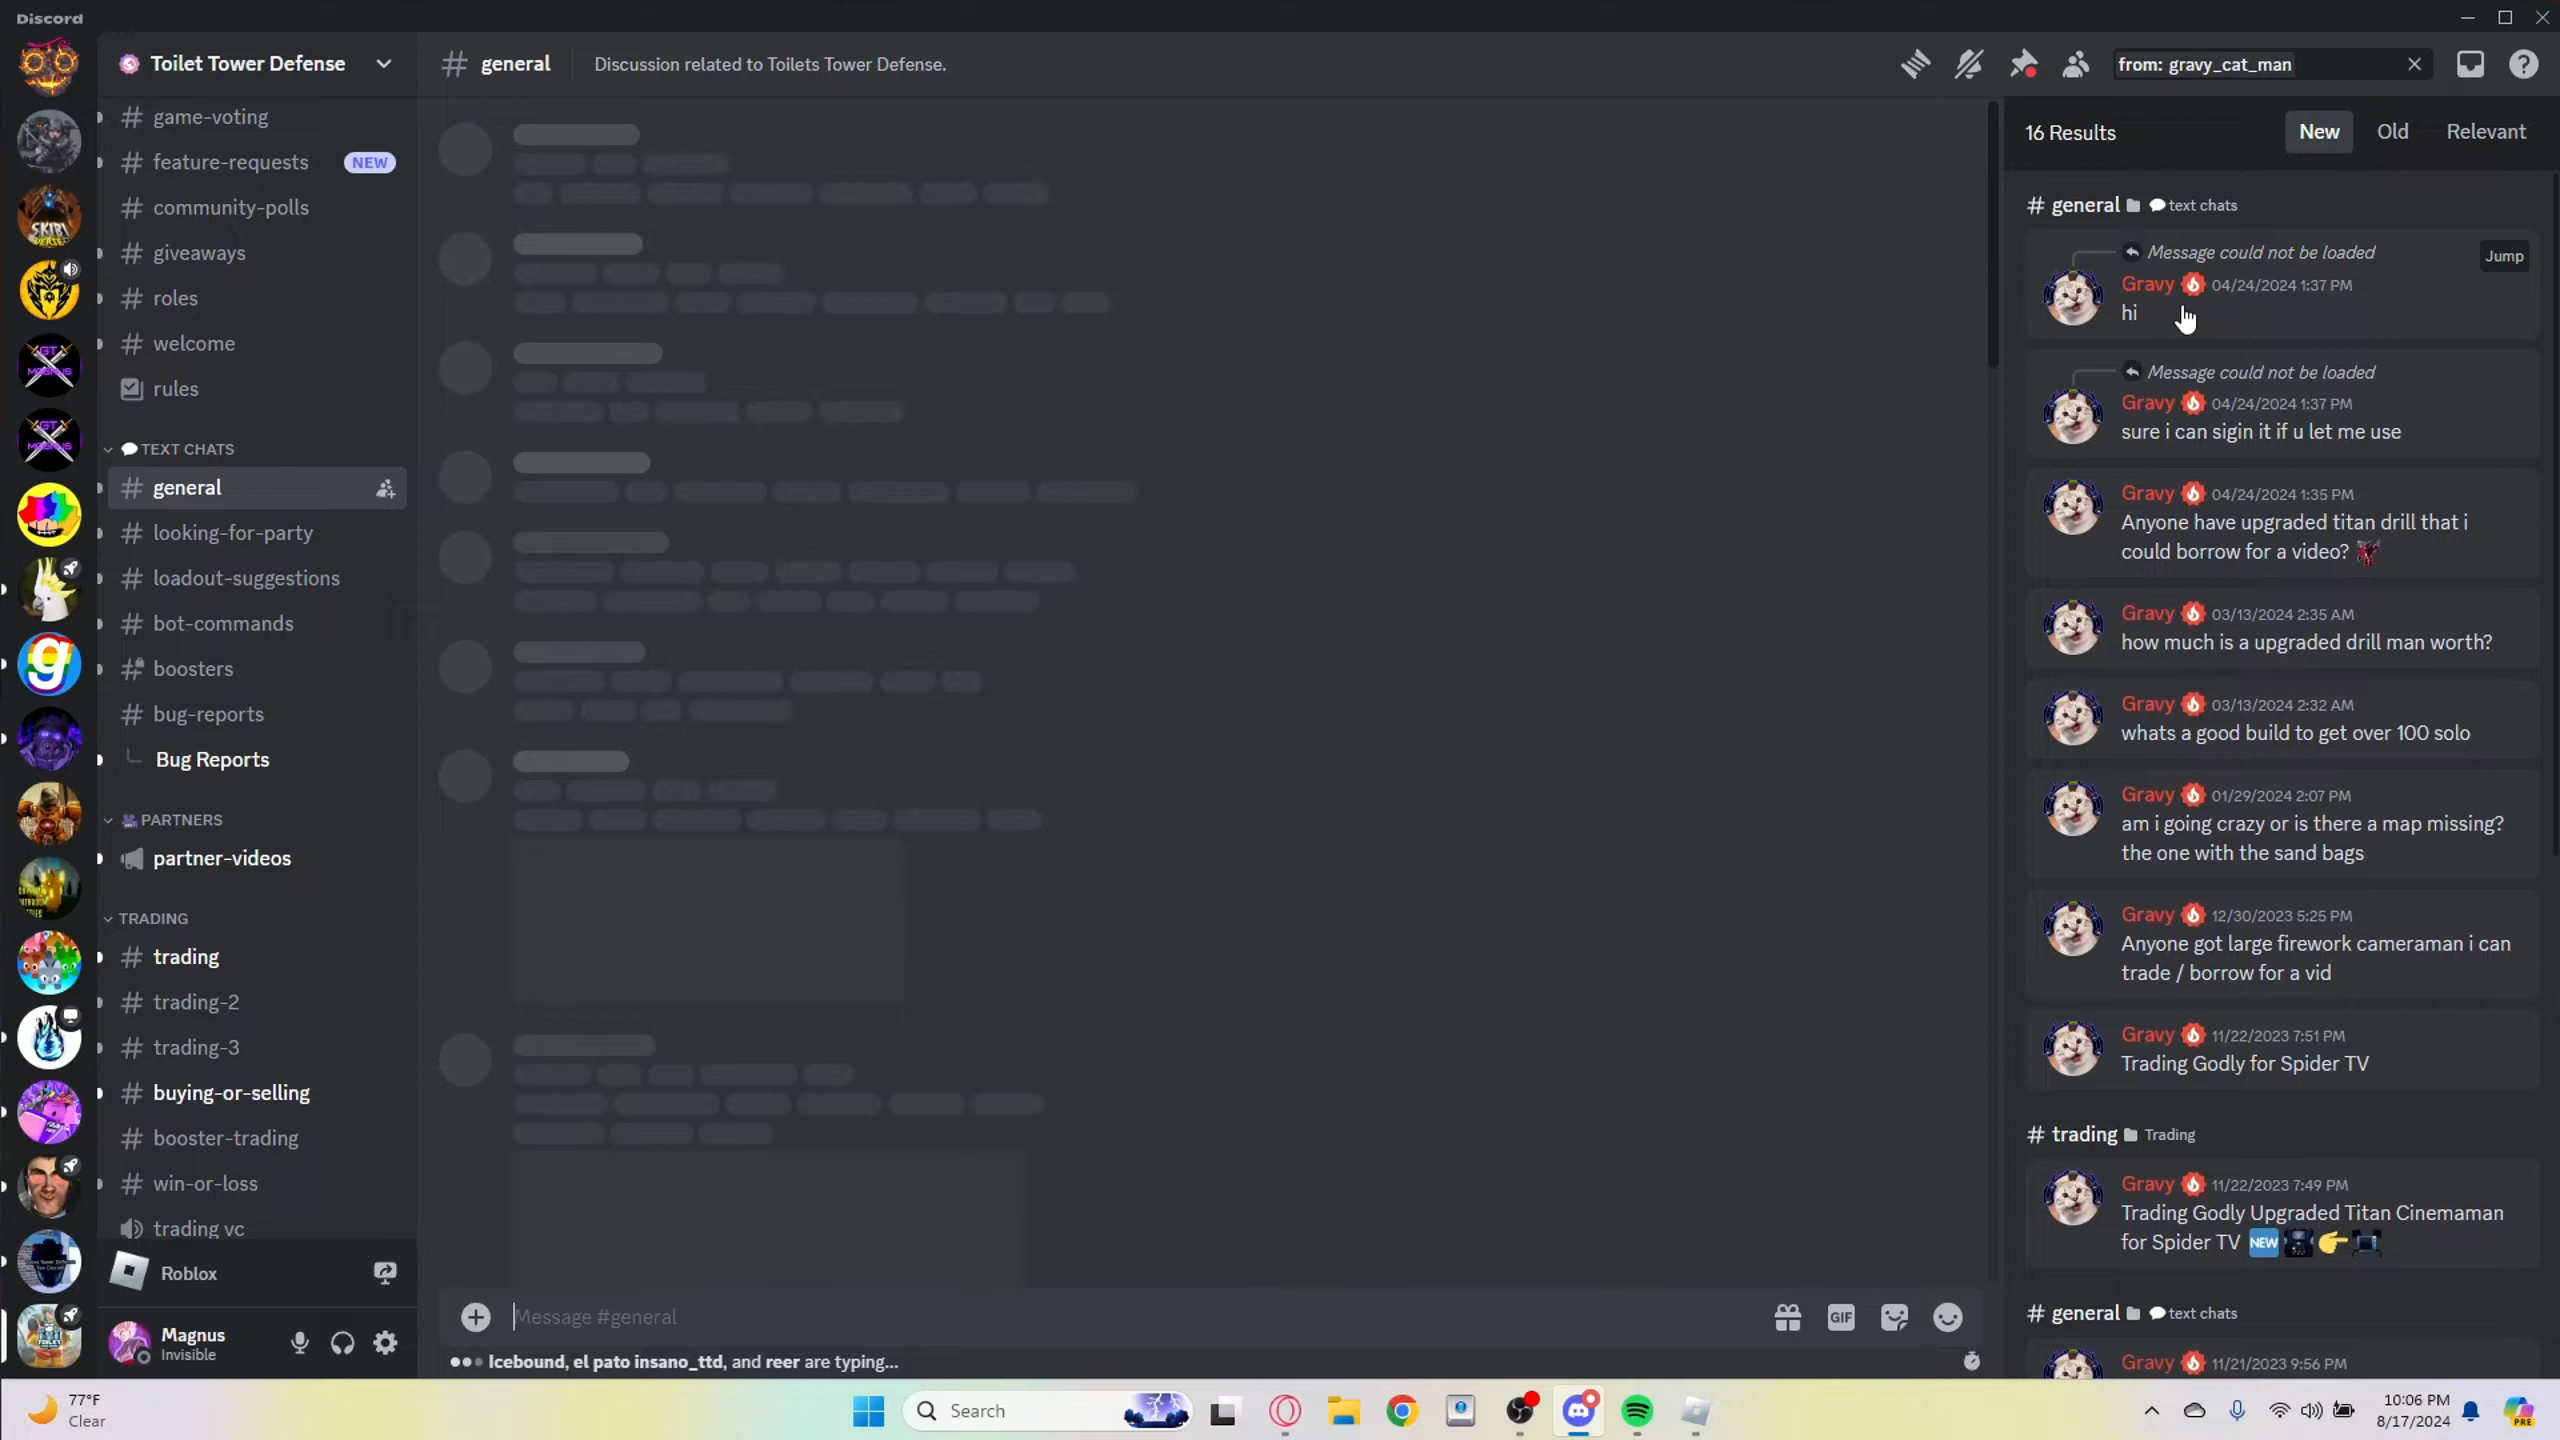 Discord
Toilet Tower Defense
general
Discussion related to Toilets Tower Defense.
from: gravy_cat_man
game-voting
feature-requests NEW
community-polls
giveaways
roles
welcome
rules
TEXT CHATS
general
looking-for-party
loadout-suggestions
bot-commands
boosters
bug-reports
Bug Reports
PARTNERS
partner-videos
TRADING
trading
trading-2
trading-3
buying-or-selling
booster-trading
win-or-loss
trading vc
Roblox
Magnus
Invisible
Message #general
GIF
Icebound, el pato insano_ttd, and reer are typing...
16 Results
New
Old
Relevant
# general text chats
Message could not be loaded
Jump
Gravy 04/24/2024 1:37 PM
hi
Message could not be loaded
Gravy 04/24/2024 1:37 PM
sure i can sigin it if u let me use
Gravy 04/24/2024 1:35 PM
Anyone have upgraded titan drill that i
could borrow for a video?
Gravy 03/13/2024 2:35 AM
how much is a upgraded drill man worth?
Gravy 03/13/2024 2:32 AM
whats a good build to get over 100 solo
Gravy 01/29/2024 2:07 PM
am i going crazy or is there a map missing?
the one with the sand bags
Gravy 12/30/2023 5:25 PM
Anyone got large firework cameraman i can
trade / borrow for a vid
Gravy 11/22/2023 7:51 PM
Trading Godly for Spider TV
# trading Trading
Gravy 11/22/2023 7:49 PM
Trading Godly Upgraded Titan Cinemaman
for Spider TV NEW
# general text chats
Gravy 11/21/2023 9:56 PM
77°F
Clear
Search
10:06 PM
8/17/2024
PRE